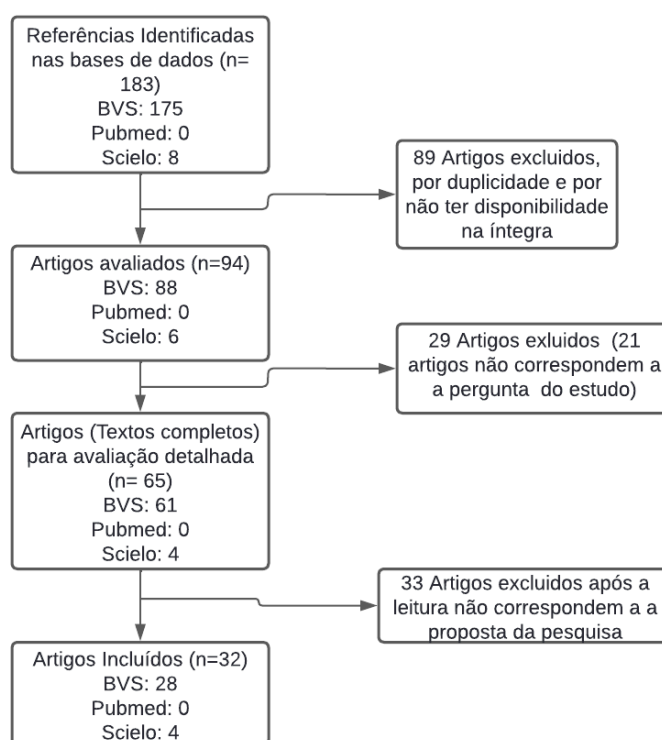 Referências Identificadas
nas bases de dados (n=
183)
BVS: 175
Pubmed: 0
Scielo: 8
89 Artigos excluidos,
por duplicidade e por
não ter disponibilidade
na íntegra
Artigos avaliados (n=94)
BVS: 88
Pubmed: 0
Scielo: 6
29 Artigos exluidos (21
artigos não correspondem a
a pergunta do estudo)
Artigos (Textos completos)
para avaliação detalhada
(n= 65)
BVS: 61
Pubmed: 0
Scielo: 4
33 Artigos excluidos após a
leitura não correspondem a a
proposta da pesquisa
Artigos Incluídos (n=32)
BVS: 28
Pubmed: 0
Scielo: 4